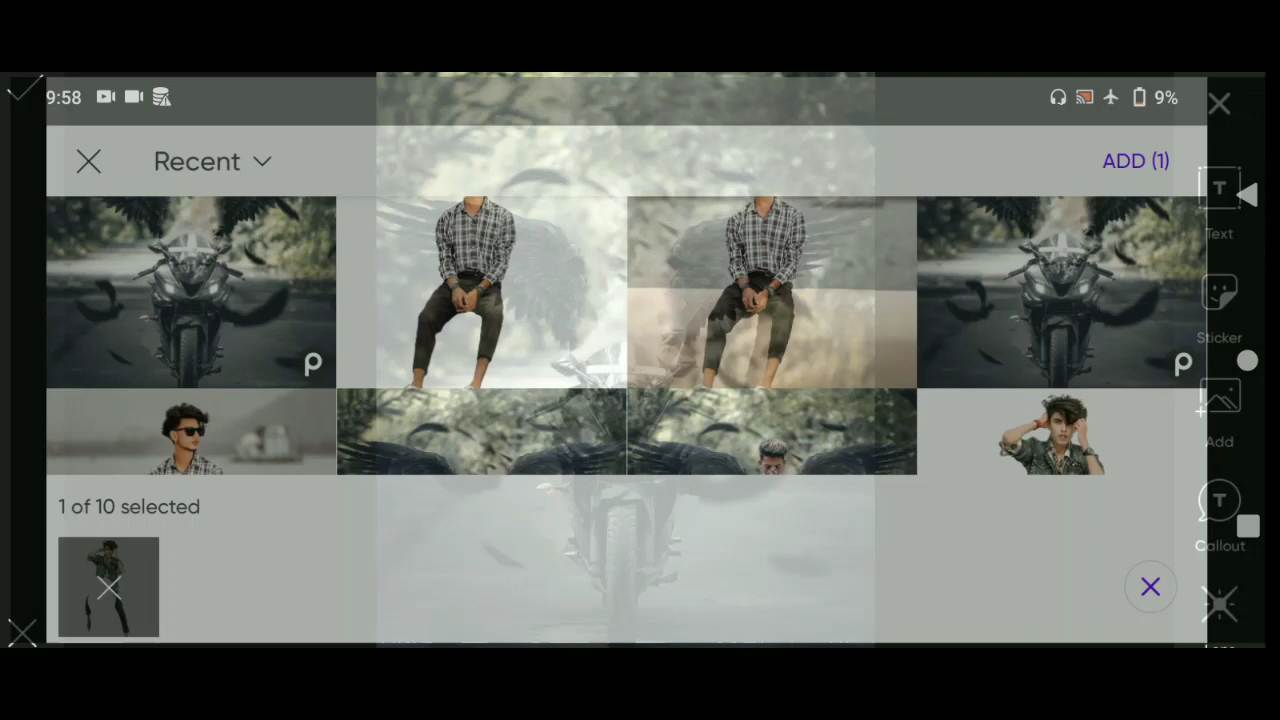 9:58
9%
Recent
ADD (1)
Text
Sticker
Add
1 of 10 selected
Callout